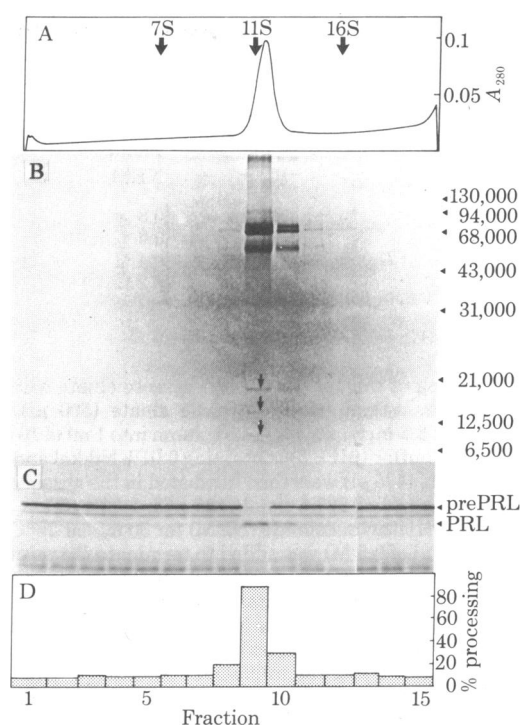 A
7S 11S 16S
0.1
0.05
A280
B
130,000
94,000
68,000
43,000
31,000
21,000
12,500
6,500
C
prePRL
PRL
D
80
60
40
20
0
% processing
1 5 10 15
Fraction